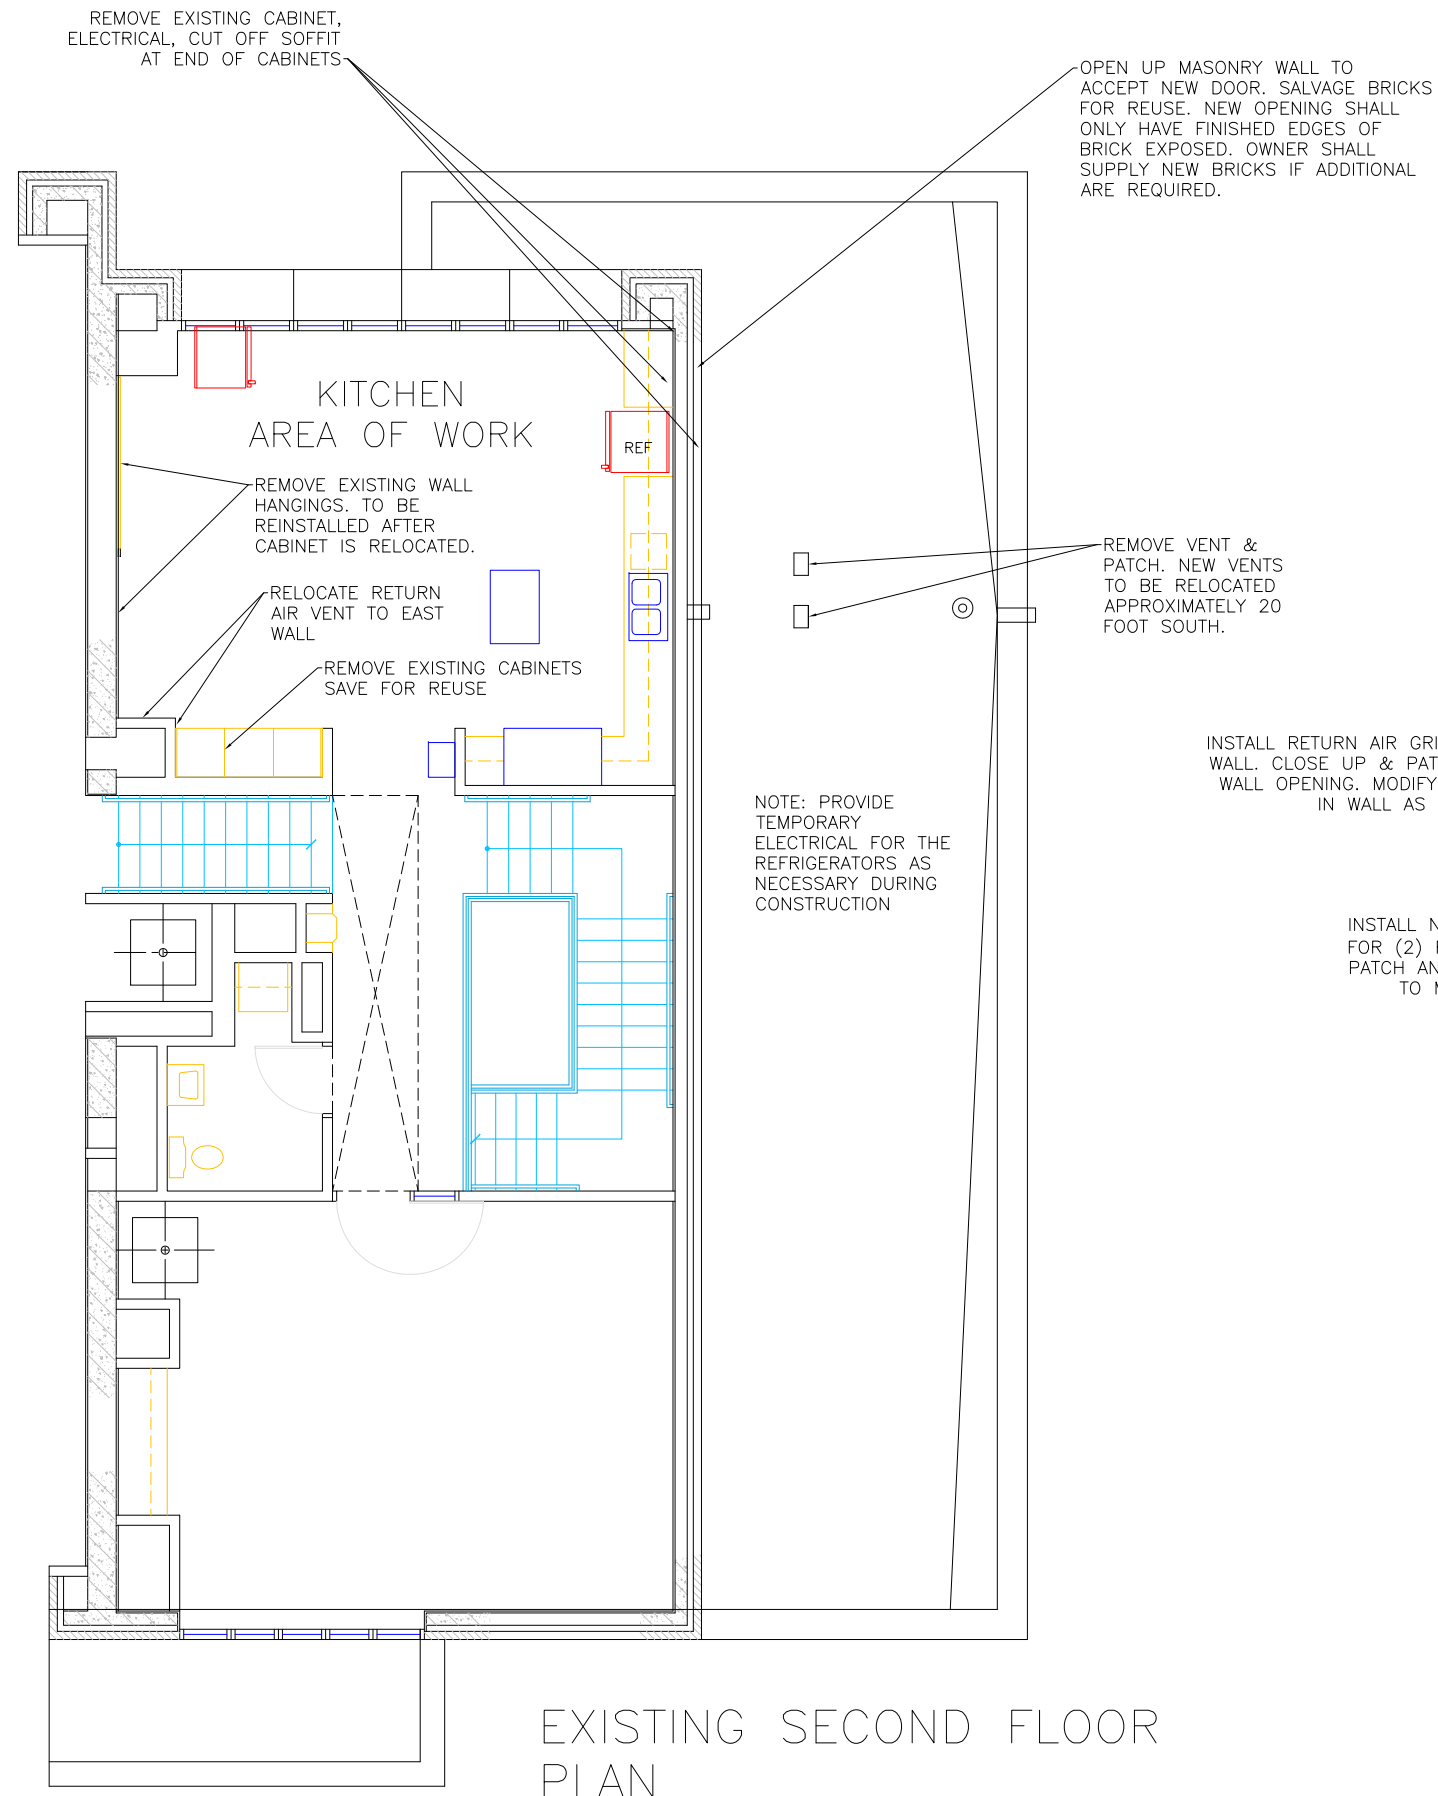 REMOVE EXISTING CABINET,
ELECTRICAL, CUT OFF SOFFIT
AT END OF CABINETS
OPEN UP MASONRY WALL TO
ACCEPT NEW DOOR. SALVAGE BRICKS
FOR REUSE. NEW OPENING SHALL
ONLY HAVE FINISHED EDGES OF
BRICK EXPOSED. OWNER SHALL
SUPPLY NEW BRICKS IF ADDITIONAL
ARE REQUIRED.
KITCHEN
AREA OF WORK
REF
REMOVE EXISTING WALL
HANGINGS. TO BE
REINSTALLED AFTER
CABINET IS RELOCATED.
REMOVE VENT &
PATCH. NEW VENTS
TO BE RELOCATED
APPROXIMATELY 20
FOOT SOUTH.
RELOCATE RETURN
AIR VENT TO EAST
WALL
REMOVE EXISTING CABINETS
SAVE FOR REUSE
INSTALL RETURN AIR GRI
WALL. CLOSE UP & PAT
WALL OPENING. MODIFY
IN WALL AS
NOTE: PROVIDE
TEMPORARY
ELECTRICAL FOR THE
REFRIGERATORS AS
NECESSARY DURING
CONSTRUCTION
INSTALL N
FOR (2)
PATCH AN
TO
EXISTING SECOND FLOOR
PLAN